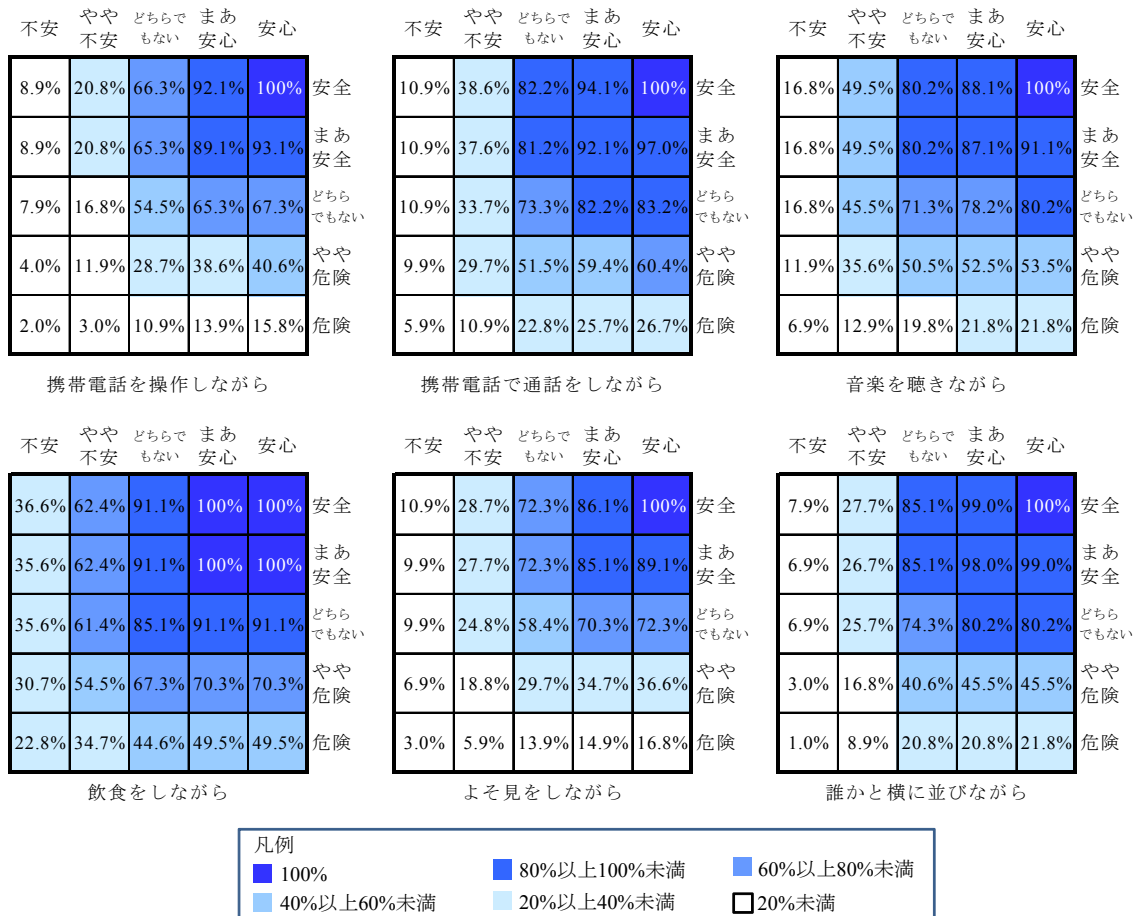 不安 やや不安 どちらでもない まあ安心 安心
8.9% 20.8% 66.3% 92.1% 100% 安全
8.9% 20.8% 65.3% 89.1% 93.1% まあ安全
7.9% 16.8% 54.5% 65.3% 67.3% どちらでもない
4.0% 11.9% 28.7% 38.6% 40.6% やや危険
2.0% 3.0% 10.9% 13.9% 15.8% 危険
携帯電話を操作しながら
不安 やや不安 どちらでもない まあ安心 安心
10.9% 38.6% 82.2% 94.1% 100% 安全
10.9% 37.6% 81.2% 92.1% 97.0% まあ安全
10.9% 33.7% 73.3% 82.2% 83.2% どちらでもない
9.9% 29.7% 51.5% 59.4% 60.4% やや危険
5.9% 10.9% 22.8% 25.7% 26.7% 危険
携帯電話で通話をしながら
不安 やや不安 どちらでもない まあ安心 安心
16.8% 49.5% 80.2% 88.1% 100% 安全
16.8% 49.5% 80.2% 87.1% 91.1% まあ安全
16.8% 45.5% 71.3% 78.2% 80.2% どちらでもない
11.9% 35.6% 50.5% 52.5% 53.5% やや危険
6.9% 12.9% 19.8% 21.8% 21.8% 危険
音楽を聴きながら
不安 やや不安 どちらでもない まあ安心 安心
36.6% 62.4% 91.1% 100% 100% 安全
35.6% 62.4% 91.1% 100% 100% まあ安全
35.6% 61.4% 85.1% 91.1% 91.1% どちらでもない
30.7% 54.5% 67.3% 70.3% 70.3% やや危険
22.8% 34.7% 44.6% 49.5% 49.5% 危険
飲食をしながら
不安 やや不安 どちらでもない まあ安心 安心
10.9% 28.7% 72.3% 86.1% 100% 安全
9.9% 27.7% 72.3% 85.1% 89.1% まあ安全
9.9% 24.8% 58.4% 70.3% 72.3% どちらでもない
6.9% 18.8% 29.7% 34.7% 36.6% やや危険
3.0% 5.9% 13.9% 14.9% 16.8% 危険
よそ見をしながら
不安 やや不安 どちらでもない まあ安心 安心
7.9% 27.7% 85.1% 99.0% 100% 安全
6.9% 26.7% 85.1% 98.0% 99.0% まあ安全
6.9% 25.7% 74.3% 80.2% 80.2% どちらでもない
3.0% 16.8% 40.6% 45.5% 45.5% やや危険
1.0% 8.9% 20.8% 20.8% 21.8% 危険
誰かと横に並びながら
凡例
100% 80%以上100%未満 60%以上80%未満
40%以上60%未満 20%以上40%未満 20%未満